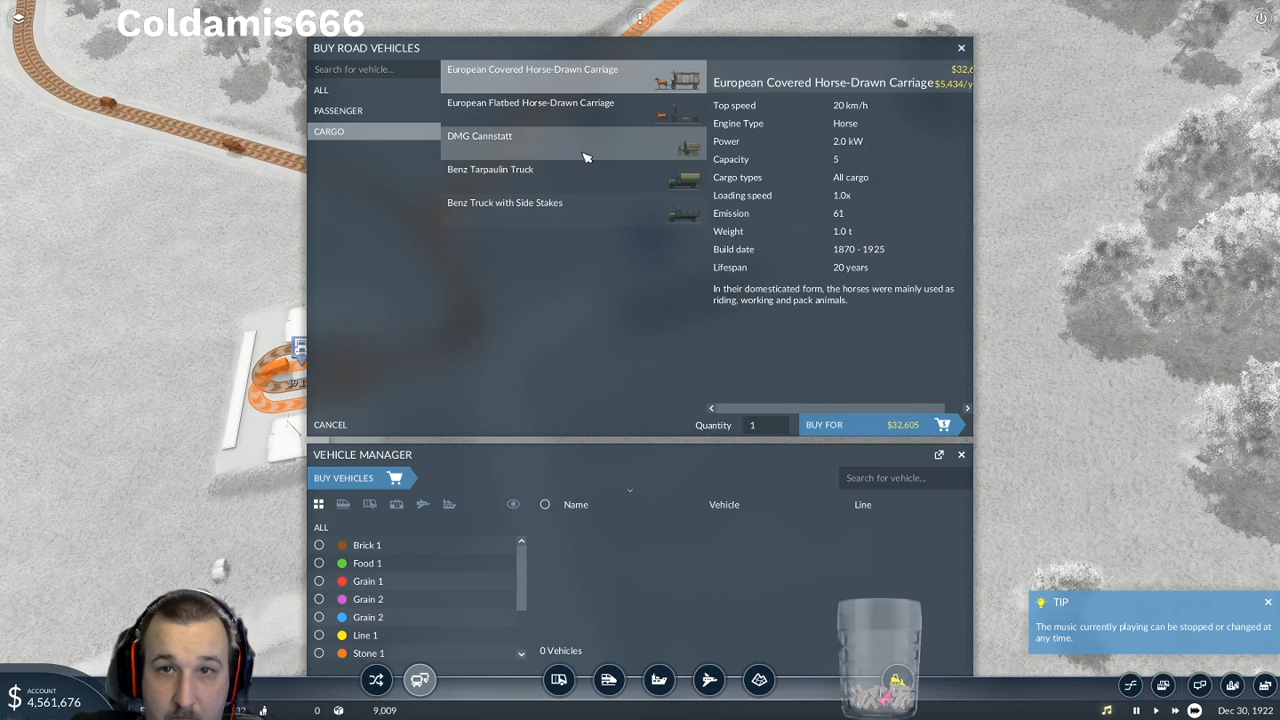 Coldamis666
BUY ROAD VEHICLES
Search for vehicle...
ALL
PASSENGER
CARGO
European Covered Horse-Drawn Carriage
European Flatbed Horse-Drawn Carriage
DMG Cannstatt
Benz Tarpaulin Truck
Benz Truck with Side Stakes
$32,6
European Covered Horse-Drawn Carriage $5,434/y
Top speed 20 km/h
Engine Type Horse
Power 2.0 kW
Capacity 5
Cargo types All cargo
Loading speed 1.0x
Emission 61
Weight 1.0 t
Build date 1870 - 1925
Lifespan 20 years
In their domesticated form, the horses were mainly used as
riding, working and pack animals.
CANCEL
Quantity 1 BUY FOR $32,605
VEHICLE MANAGER
BUY VEHICLES
Search for vehicle...
Name Vehicle Line
ALL
Brick 1
Food 1
Grain 1
Grain 2
Grain 2
Line 1
Stone 1
0 Vehicles
TIP
The music currently playing can be stopped or changed at
any time.
ACCOUNT
$ 4,561,676
0 9,009
Dec 30, 1922